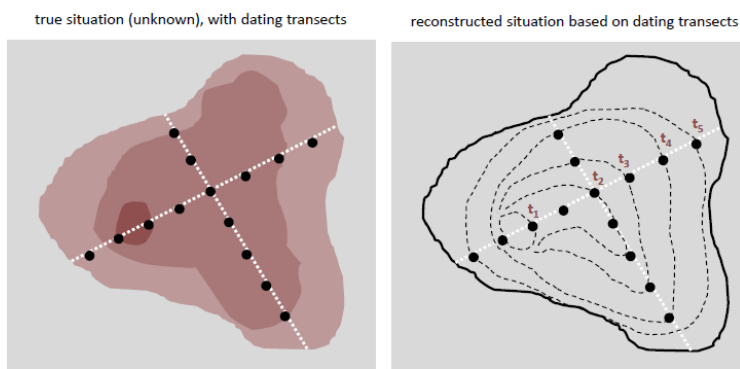 true situation (unknown), with dating transects
reconstructed situation based on dating transects
t₅
t₄
t₃
t₂
t₁